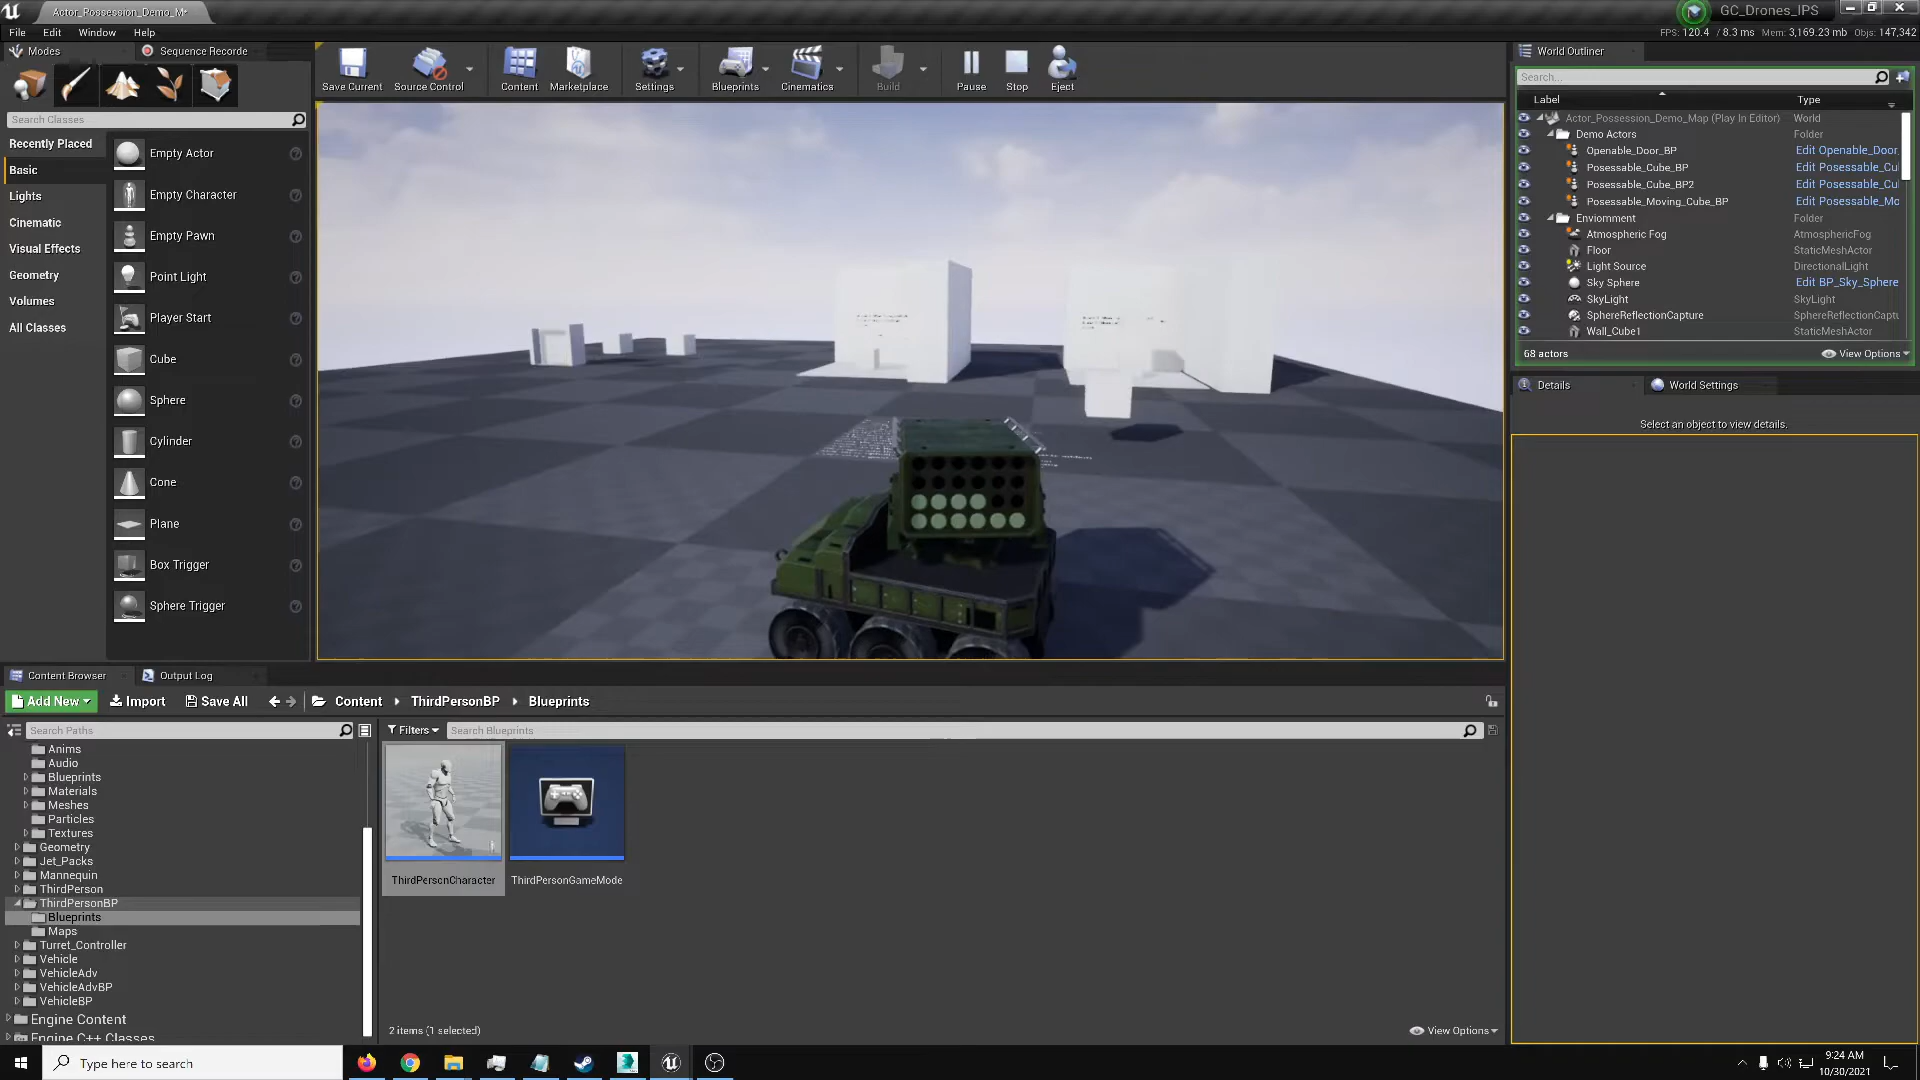 Actor_Possession_Demo_M*
GC_Drones_IPS
File Edit Window Help
FPS: 120.4 / 8.3 ms Mem: 3,169.23 mb Objs: 147,342
Modes
Sequence Recorde
Search Classes
Recently Placed
Basic
Lights
Cinematic
Visual Effects
Geometry
Volumes
All Classes
Empty Actor
Empty Character
Empty Pawn
Point Light
Player Start
Cube
Sphere
Cylinder
Cone
Plane
Box Trigger
Sphere Trigger
Save Current
Source Control
Content
Marketplace
Settings
Blueprints
Cinematics
Build
Pause
Stop
Eject
World Outliner
Search...
Label Type
Actor_Possession_Demo_Map (Play In Editor) World
Demo Actors Folder
Openable_Door_BP Edit Openable_Door_
Posessable_Cube_BP Edit Posessable_Cu
Posessable_Cube_BP2 Edit Posessable_Cu
Posessable_Moving_Cube_BP Edit Posessable_Mo
Enviornment Folder
Atmospheric Fog AtmosphericFog
Floor StaticMeshActor
Light Source DirectionalLight
Sky Sphere Edit BP_Sky_Sphere
SkyLight SkyLight
SphereReflectionCapture SphereReflectionCaptu
Wall_Cube1 StaticMeshActor
68 actors View Options
Details
World Settings
Select an object to view details.
Content Browser
Output Log
Add New Import Save All Content ThirdPersonBP Blueprints
Search Paths
Filters
Search Blueprints
Anims
Audio
Blueprints
Materials
Meshes
Particles
Textures
Geometry
Jet_Packs
Mannequin
ThirdPerson
ThirdPersonBP
Blueprints
Maps
Turret_Controller
Vehicle
VehicleAdv
VehicleAdvBP
VehicleBP
Engine Content
Engine C++ Classes
ThirdPersonCharacter
ThirdPersonGameMode
2 items (1 selected)
View Options
Type here to search
9:24 AM
10/30/2021